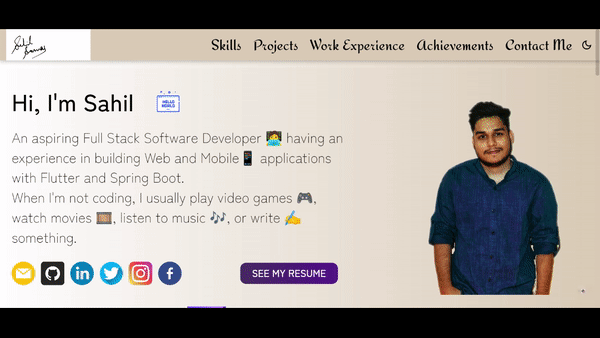 Skills Projects Work Experience Achievements Contact Me
Hi, I'm Sahil
HELLO WORLD
An aspiring Full Stack Software Developer 🧑‍💻 having an
experience in building Web and Mobile📱 applications
with Flutter and Spring Boot.
When I'm not coding, I usually play video games 🎮,
watch movies 🎞️, listen to music 🎶, or write ✍️
something.
SEE MY RESUME